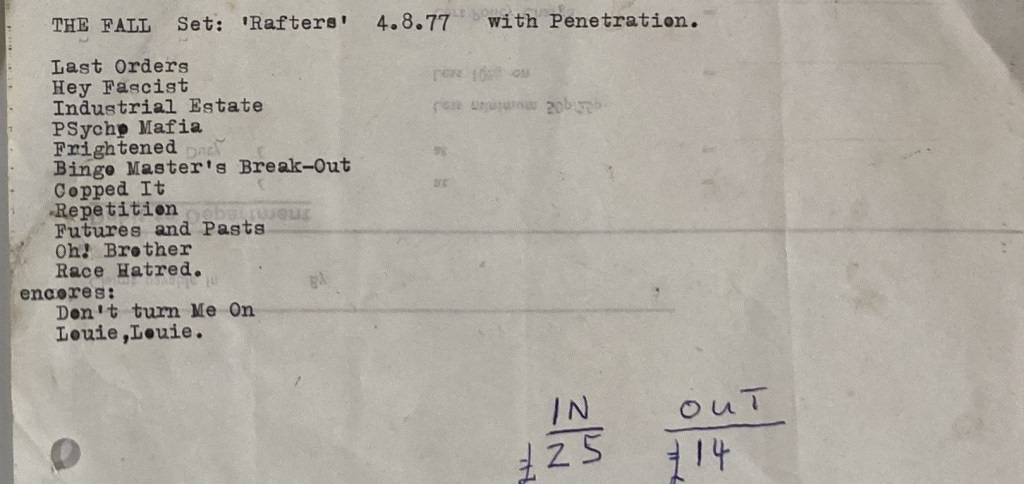 THE FALL Set: 'Rafters' 4.8.77 with Penetration.
Last Orders
Hey Fascist
Industrial Estate
PSycho Mafia
Frightened
Bingo Master's Break-Out
Copped It
Repetition
Futures and Pasts
Oh! Brother
Race Hatred.
encores:
Don't turn Me On
Louie,Louie.
IN OUT
£25 £14